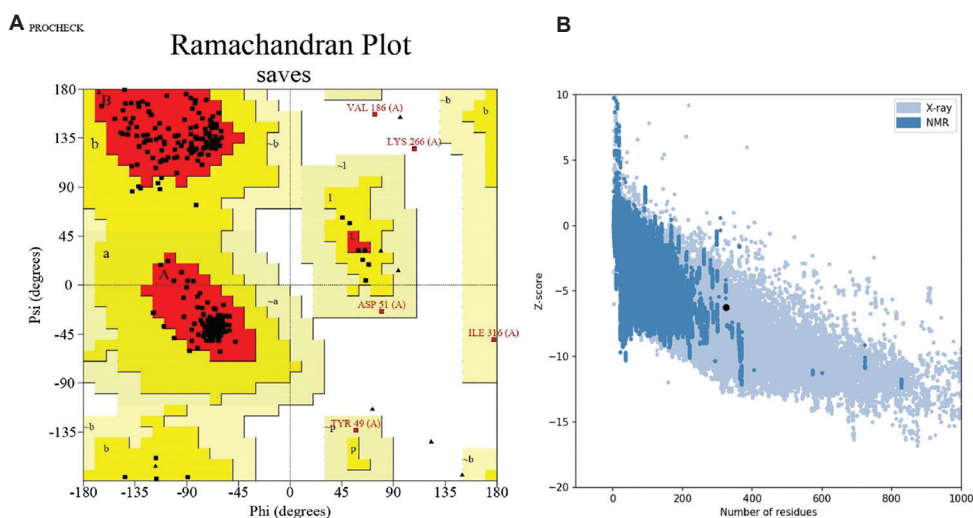 A PROCHECK
Ramachandran Plot
saves
B
180
135
90
45
0
-45
-90
-135
-180
-135
-90
-45
0
45
90
135
180
Psi (degrees)
Phi (degrees)
B
b
~b
VAL 186 (A)
~b
b
LYS 266 (A)
~l
l
L
a
A
~a
ASP 51 (A)
ILE 316 (A)
TYR 49 (A)
~b
b
~p
p
~b
10
5
0
−5
−10
−15
−20
0
200
400
600
800
1000
Z-score
Number of residues
X-ray
NMR